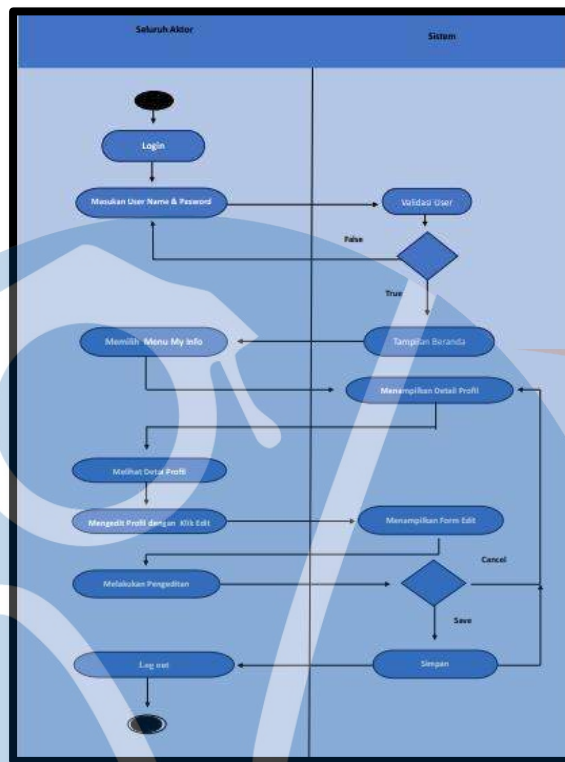 Seluruh Aktor
Sistem
Login
Masukan User Name & Password
Validasi User
False
True
Memilih Menu My Info
Tampilan Beranda
Menampilkan Detail Profil
Melihat Detai Profil
Mengedit Profil dengan Klik Edit
Menampilkan Form Edit
Cancel
Melakukan Pengeditan
Save
Log out
Simpan